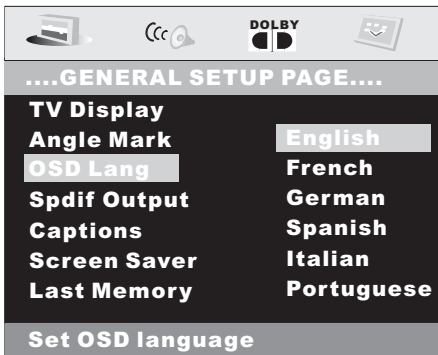 DOLBY
....GENERAL SETUP PAGE....
TV Display
Angle Mark English
OSD Lang French
Spdif Output German
Captions Spanish
Screen Saver Italian
Last Memory Portuguese
Set OSD language